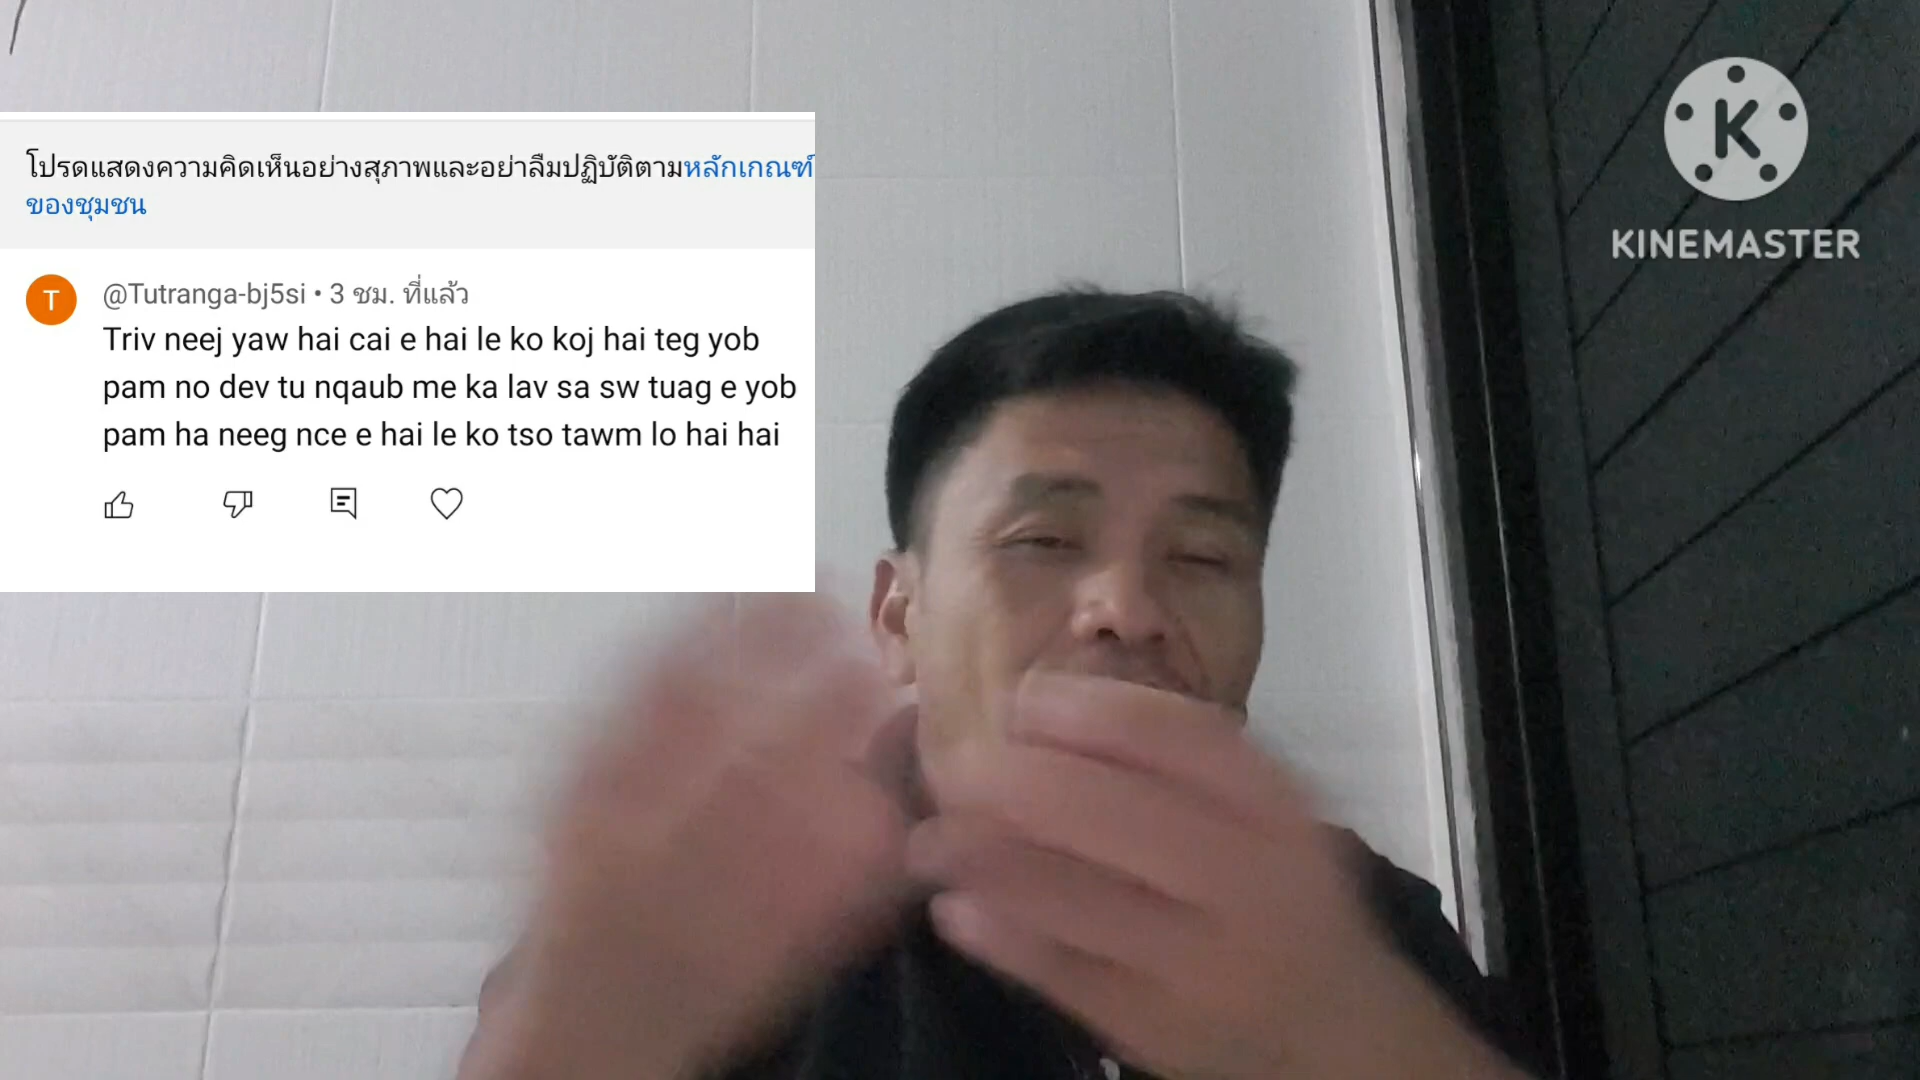 โปรดแสดงความคิดเห็นอย่างสุภาพและอย่าลืมปฏิบัติตามหลักเกณฑ์
ของชุมชน
T
@Tutranga-bj5si • 3 ชม. ที่แล้ว
Triv neej yaw hai cai e hai le ko koj hai teg yob
pam no dev tu nqaub me ka lav sa sw tuag e yob
pam ha neeg nce e hai le ko tso tawm lo hai hai
K
KINEMASTER